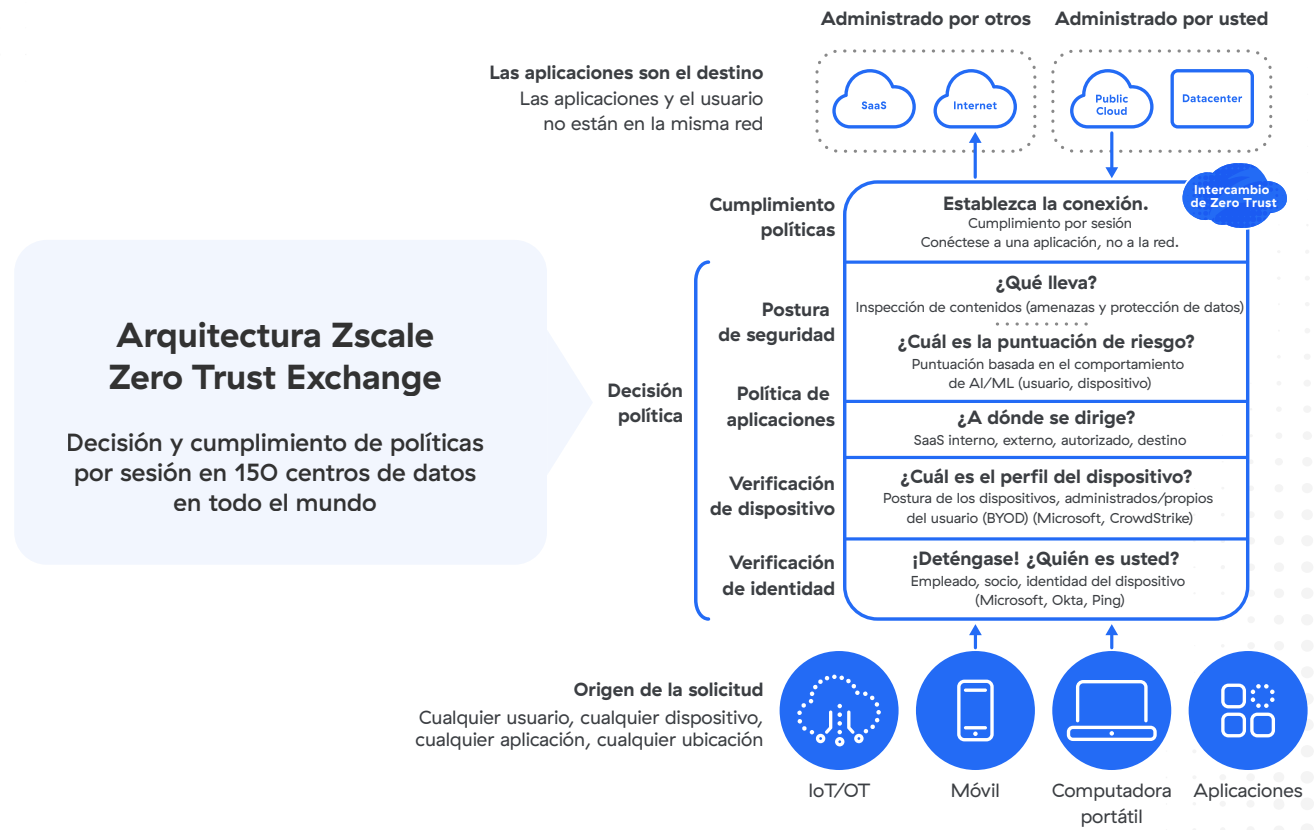 Administrado por otros
Administrado por usted
Las aplicaciones son el destino
Las aplicaciones y el usuario
no están en la misma red
SaaS
Internet
Public
Cloud
Datacenter
Intercambio
de Zero Trust
Cumplimiento
políticas
Establezca la conexión.
Cumplimiento por sesión
Conéctese a una aplicación, no a la red.
Arquitectura Zscale
Zero Trust Exchange
Decisión y cumplimiento de políticas
por sesión en 150 centros de datos
en todo el mundo
Decisión
política
Postura
de seguridad
¿Qué lleva?
Inspección de contenidos (amenazas y protección de datos)
¿Cuál es la puntuación de riesgo?
Puntuación basada en el comportamiento
de AI/ML (usuario, dispositivo)
Política de
aplicaciones
¿A dónde se dirige?
SaaS interno, externo, autorizado, destino
Verificación
de dispositivo
¿Cuál es el perfil del dispositivo?
Postura de los dispositivos, administrados/propios
del usuario (BYOD) (Microsoft, CrowdStrike)
Verificación
de identidad
¡Deténgase! ¿Quién es usted?
Empleado, socio, identidad del dispositivo
(Microsoft, Okta, Ping)
Origen de la solicitud
Cualquier usuario, cualquier dispositivo,
cualquier aplicación, cualquier ubicación
IoT/OT
Móvil
Computadora
portátil
Aplicaciones